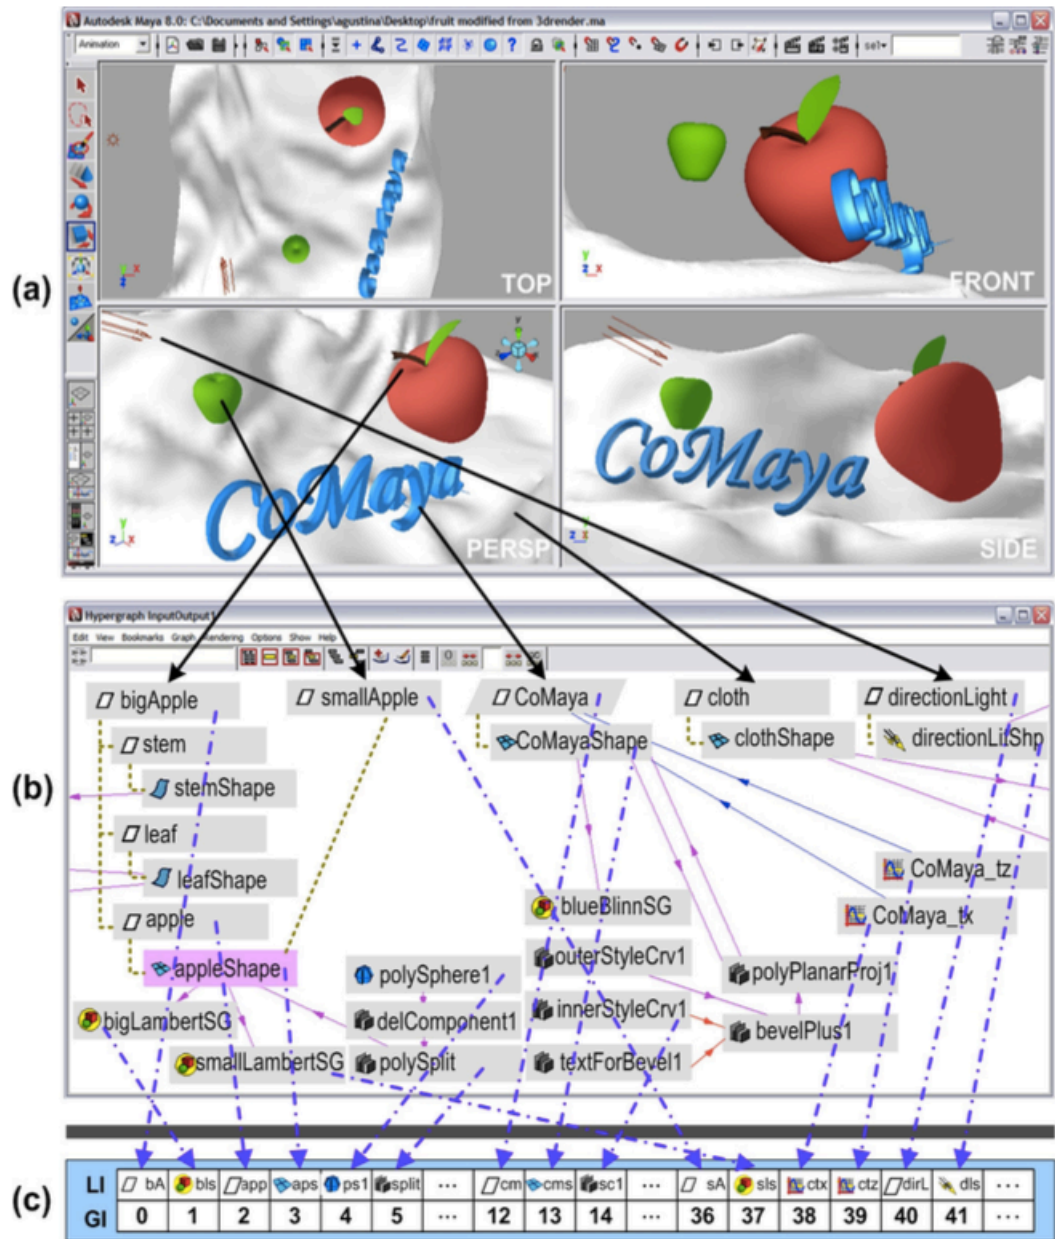 Autodesk Maya 8.0: C:\Documents and Settings\agustina\Desktop\fruit modified from 3drender.ma
Animation
sel
TOP
FRONT
(a)
CoMaya
CoMaya
PERSP
SIDE
Hypergraph InputOutput1
Edit View Bookmarks Graph Rendering Options Show Help
bigApple
smallApple
CoMaya
cloth
directionLight
stem
CoMayaShape
clothShape
directionLitShp
(b)
stemShape
leaf
leafShape
CoMaya_tz
apple
blueBlinnSG
CoMaya_tx
appleShape
polySphere1
outerStyleCrv1
polyPlanarProj1
bigLambertSG
delComponent1
innerStyleCrv1
bevelPlus1
smallLambertSG
polySplit
textForBevel1
(c)
LI bA bls app aps ps1 split ... cm cms sc1 ... sA sls ctx ctz dirL dls ...
GI 0 1 2 3 4 5 ... 12 13 14 ... 36 37 38 39 40 41 ...